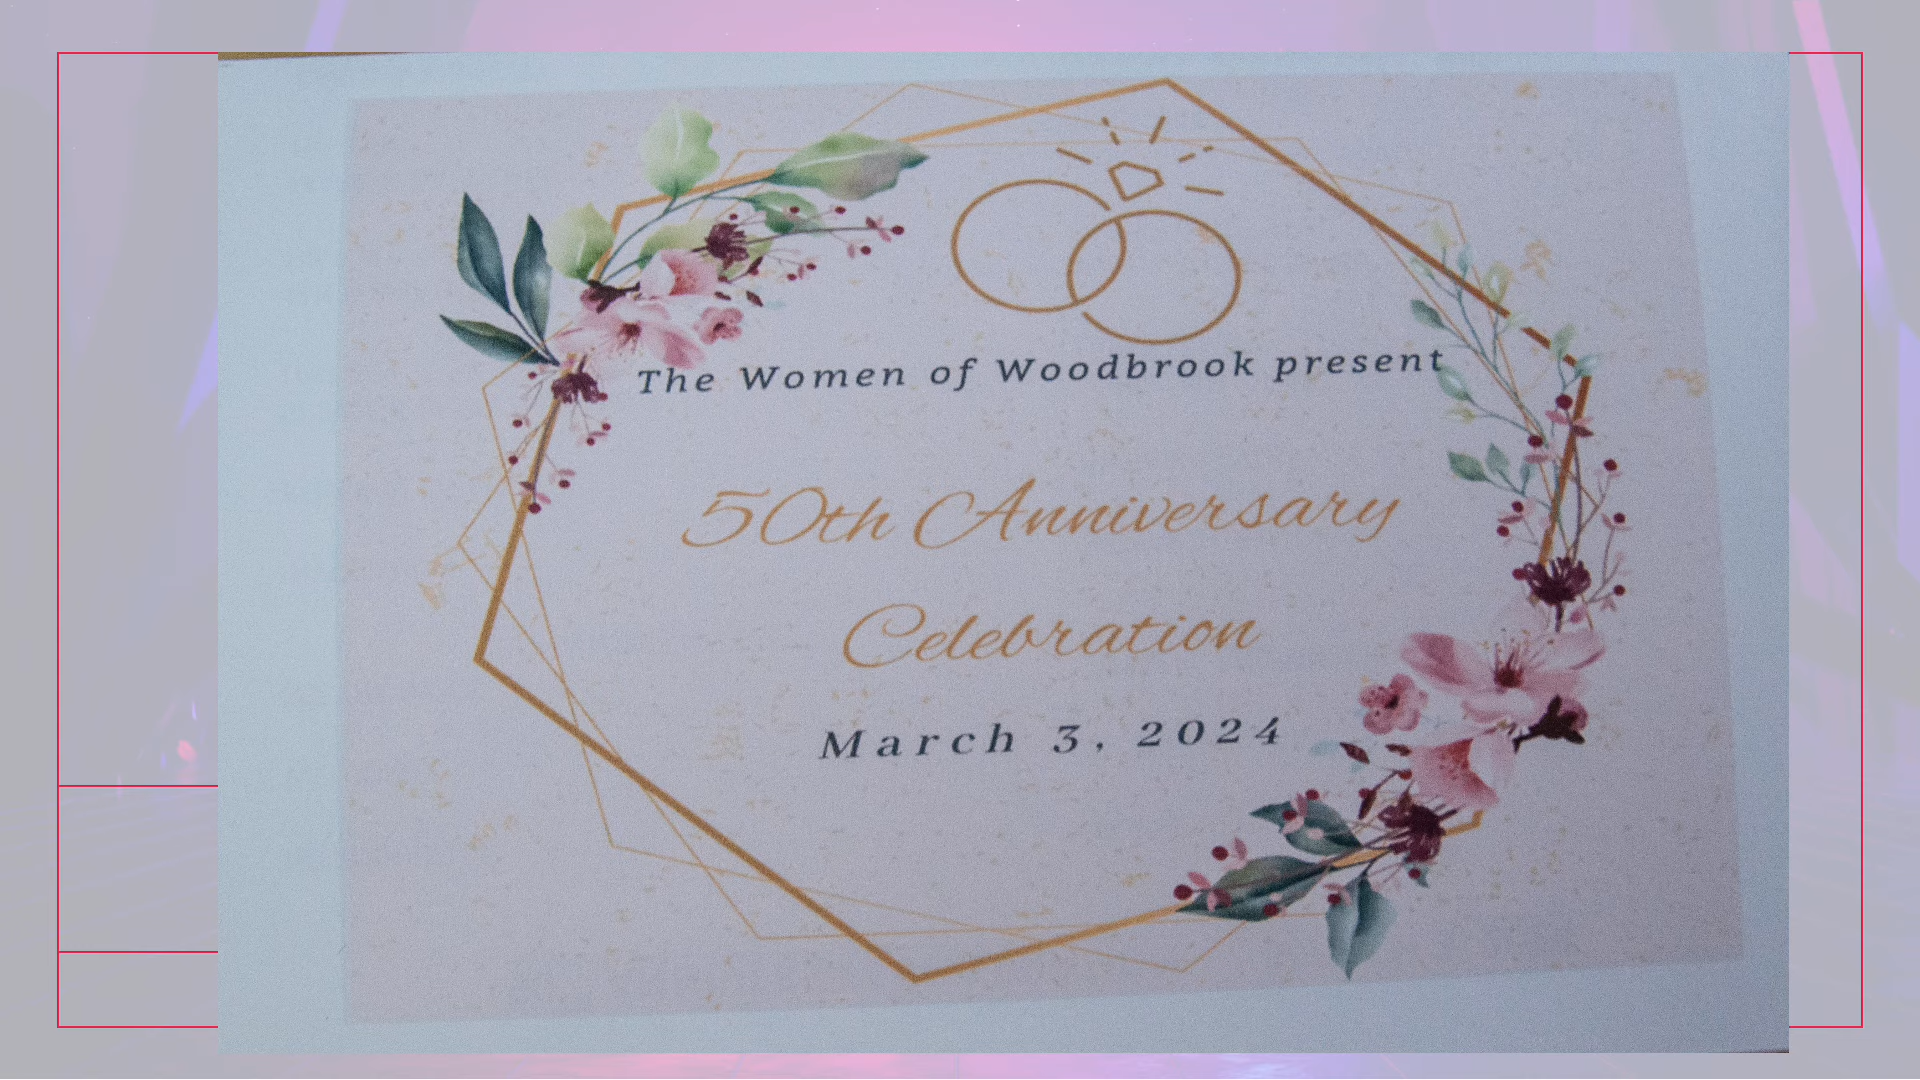 The Women of Woodbrook present
50th Anniversary
Celebration
March 3, 2024